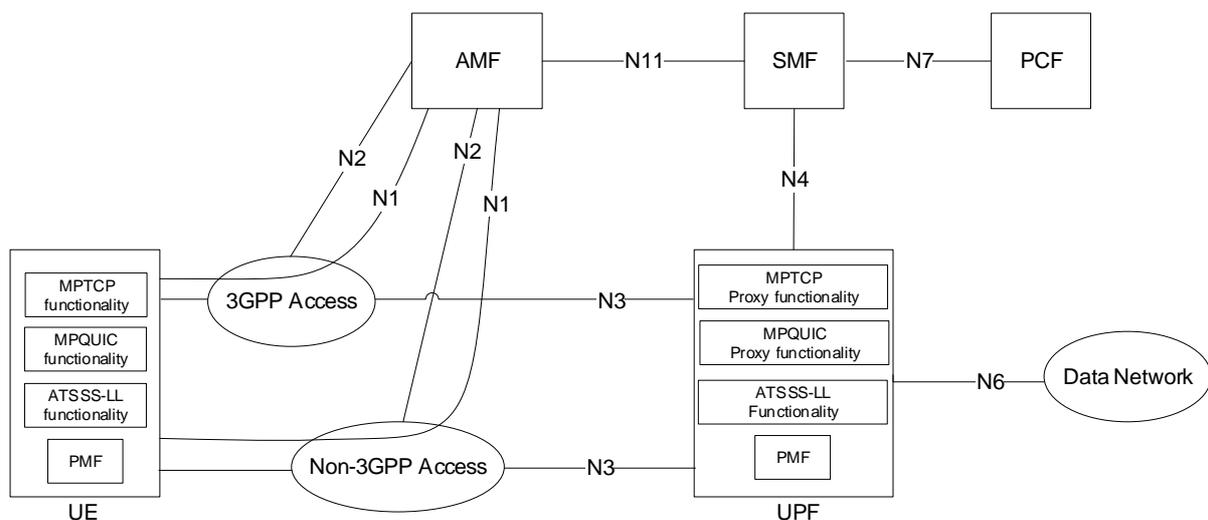 AMF
N11
SMF
N7
PCF
N2
N2
N1
N1
N4
MPTCP
functionality
MPQUIC
functionality
ATSSS-LL
functionality
PMF
UE
3GPP Access
N3
Non-3GPP Access
N3
MPTCP
Proxy functionality
MPQUIC
Proxy functionality
ATSSS-LL
Functionality
PMF
UPF
N6
Data Network